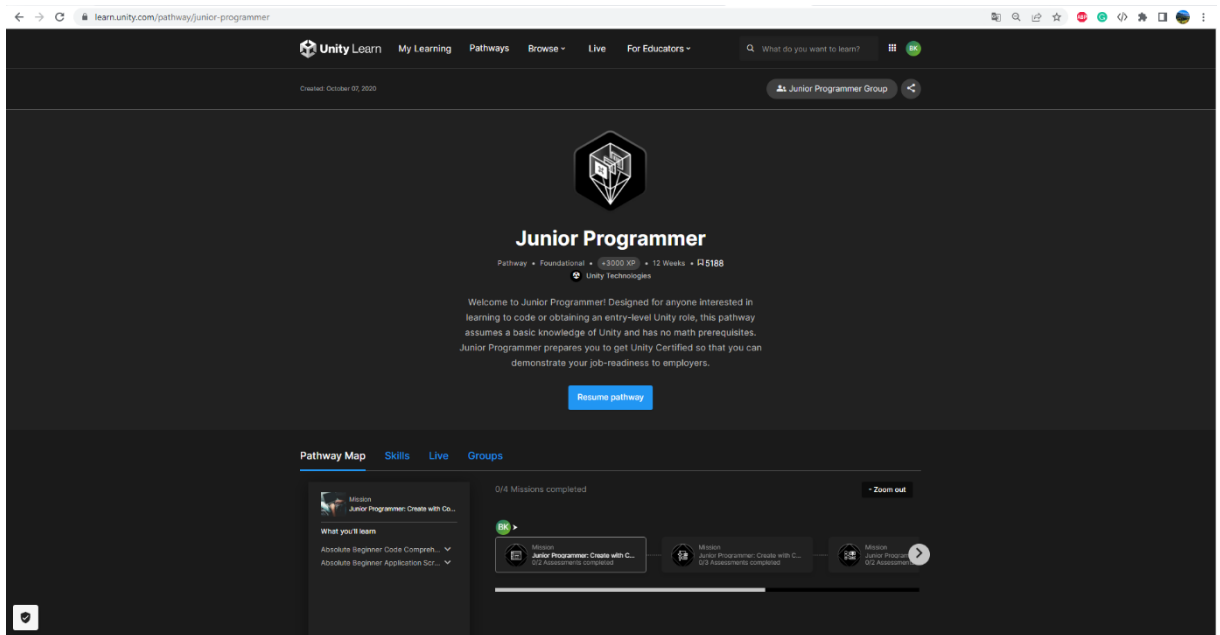 learn.unity.com/pathway/junior-programmer
Unity Learn My Learning Pathways Browse Live For Educators What do you want to learn? BK
Created: October 07, 2020 Junior Programmer Group
Junior Programmer
Pathway • Foundational • +3000 XP • 12 Weeks • 5188
Unity Technologies
Welcome to Junior Programmer! Designed for anyone interested in
learning to code or obtaining an entry-level Unity role, this pathway
assumes a basic knowledge of Unity and has no math prerequisites.
Junior Programmer prepares you to get Unity Certified so that you can
demonstrate your job-readiness to employers.
Resume pathway
Pathway Map Skills Live Groups
Mission
Junior Programmer: Create with Co...
What you'll learn
Absolute Beginner Code Compreh...
Absolute Beginner Application Scr...
0/4 Missions completed - Zoom out
BK
Mission
Junior Programmer: Create with C...
0/2 Assessments completed
Mission
Junior Programmer: Create with C...
0/3 Assessments completed
Mission
Junior Program
0/2 Assessment